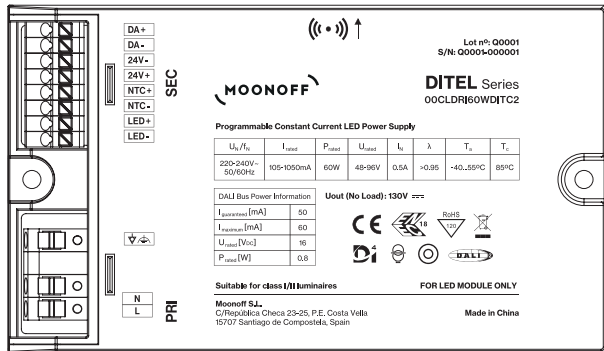 DA+
DA-
24V-
24V+
NTC+
NTC-
LED+
LED-
SEC
N
L
PRI
Lot nº: Q0001
S/N: Q0001-000001
MOONOFF
DITEL Series
00CLDRI60WDITC2
Programmable Constant Current LED Power Supply
UN/fN Irated Prated Urated IN λ Ta Tc
220-240V~ 50/60Hz 105-1050mA 60W 48-96V 0.5A >0.95 -40..55ºC 85ºC
DALI Bus Power Information
Iguaranteed [mA] 50
Imaximum [mA] 60
Urated [VDC] 16
Prated [W] 0.8
Uout (No Load): 130V
CE
18
RoHS
120
D4i
DALI
Suitable for class I/II luminaires
FOR LED MODULE ONLY
Moonoff S.L.
C/República Checa 23-25, P.E. Costa Vella
15707 Santiago de Compostela, Spain
Made in China